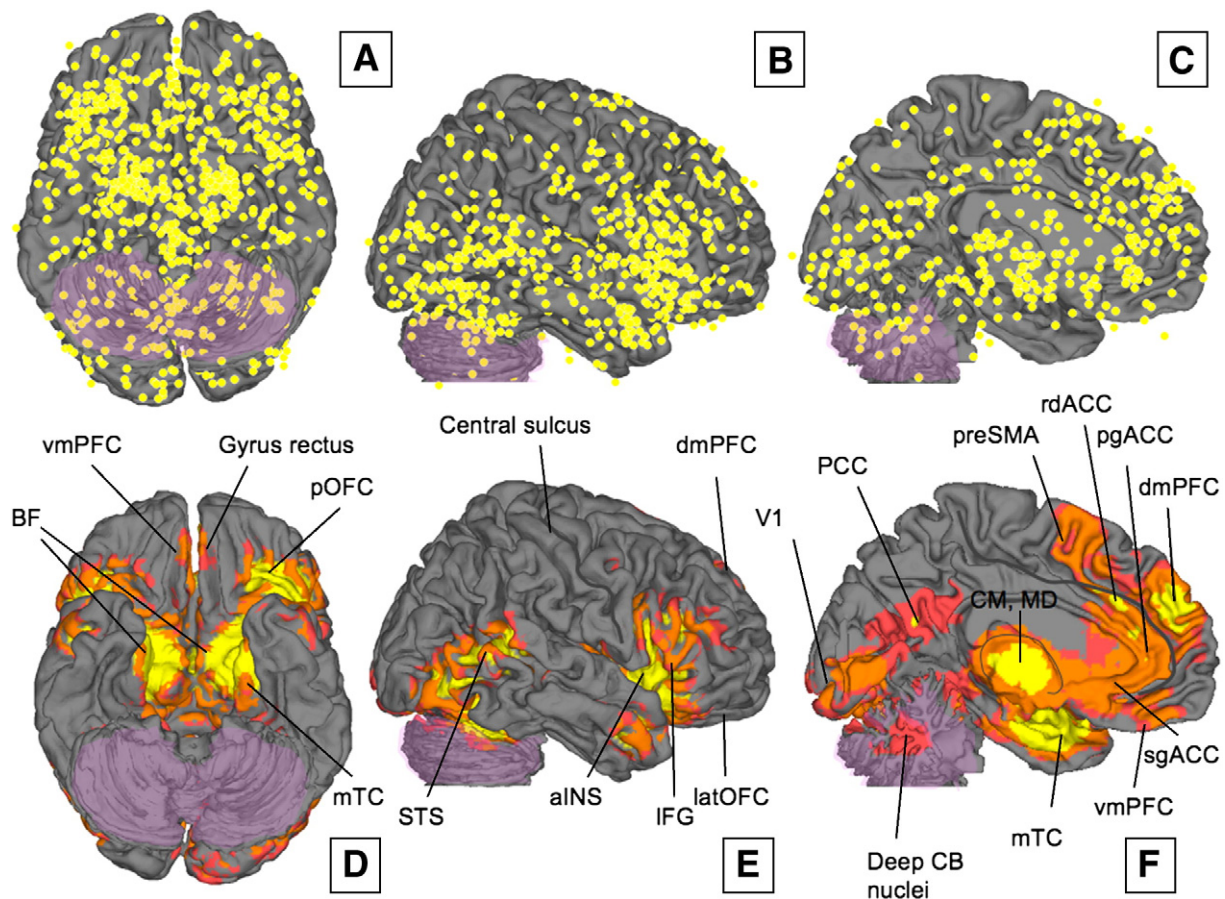 A
B
C
rdACC
Central sulcus
dmPFC
preSMA
pgACC
vmPFC
Gyrus rectus
PCC
dmPFC
pOFC
V1
BF
CM, MD
sgACC
mTC
STS
aINS
IFG
latOFC
vmPFC
mTC
Deep CB
nuclei
D
E
F